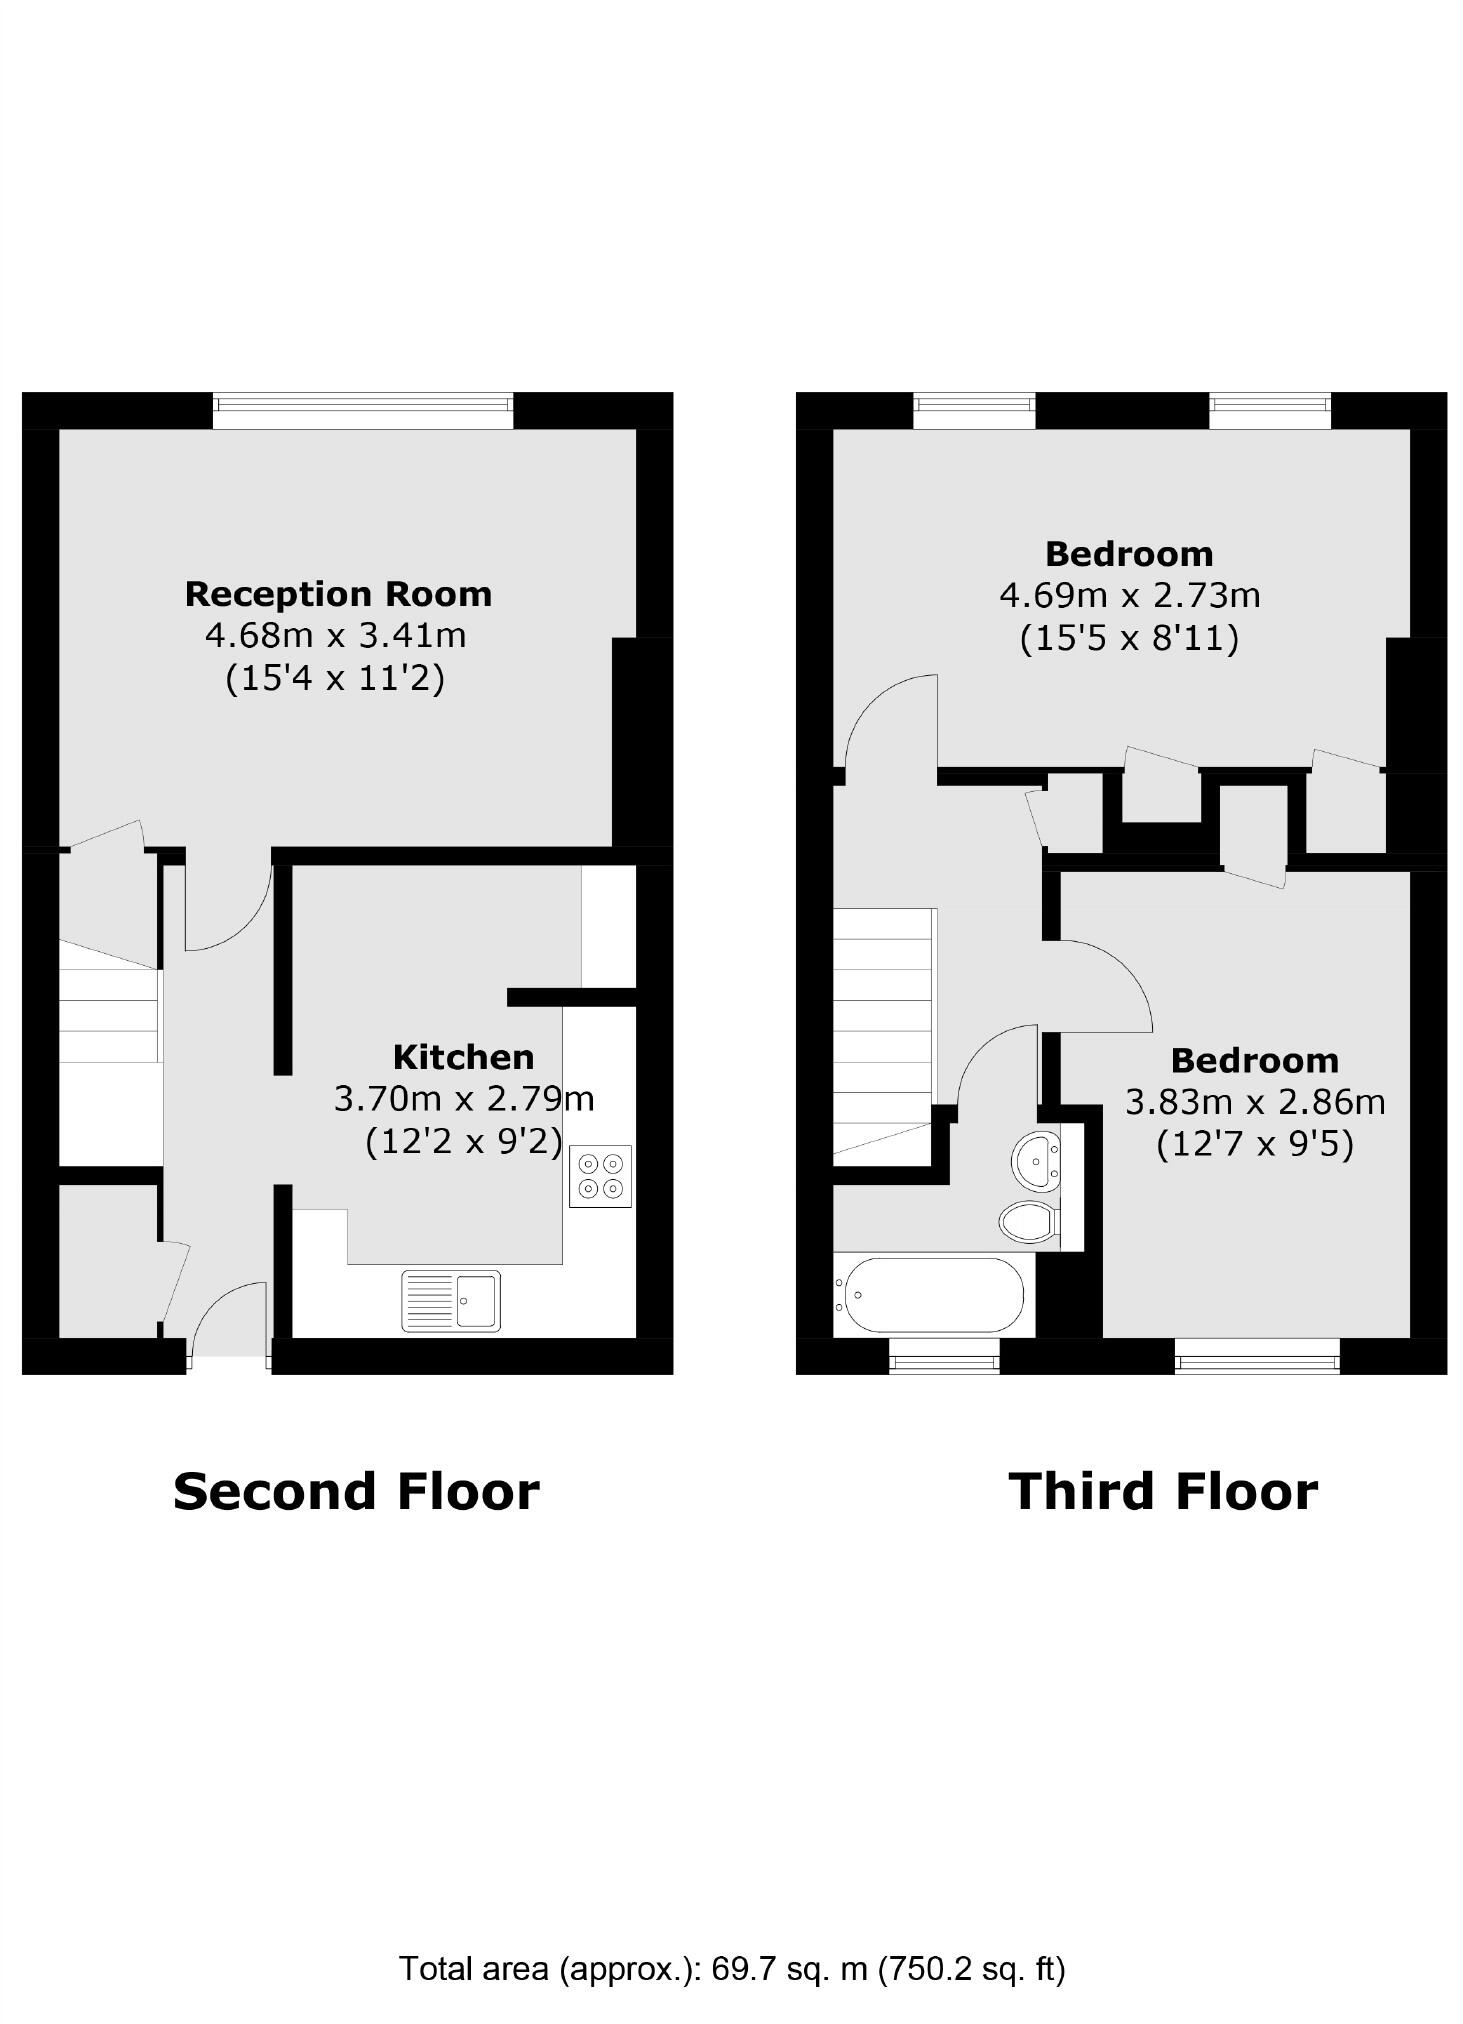 Reception Room
4.68m x 3.41m
(15'4 x 11'2)
Kitchen
3.70m x 2.79m
(12'2 x 9'2)
Second Floor
Bedroom
4.69m x 2.73m
(15'5 x 8'11)
Bedroom
3.83m x 2.86m
(12'7 x 9'5)
Third Floor
Total area (approx.): 69.7 sq. m (750.2 sq. ft)